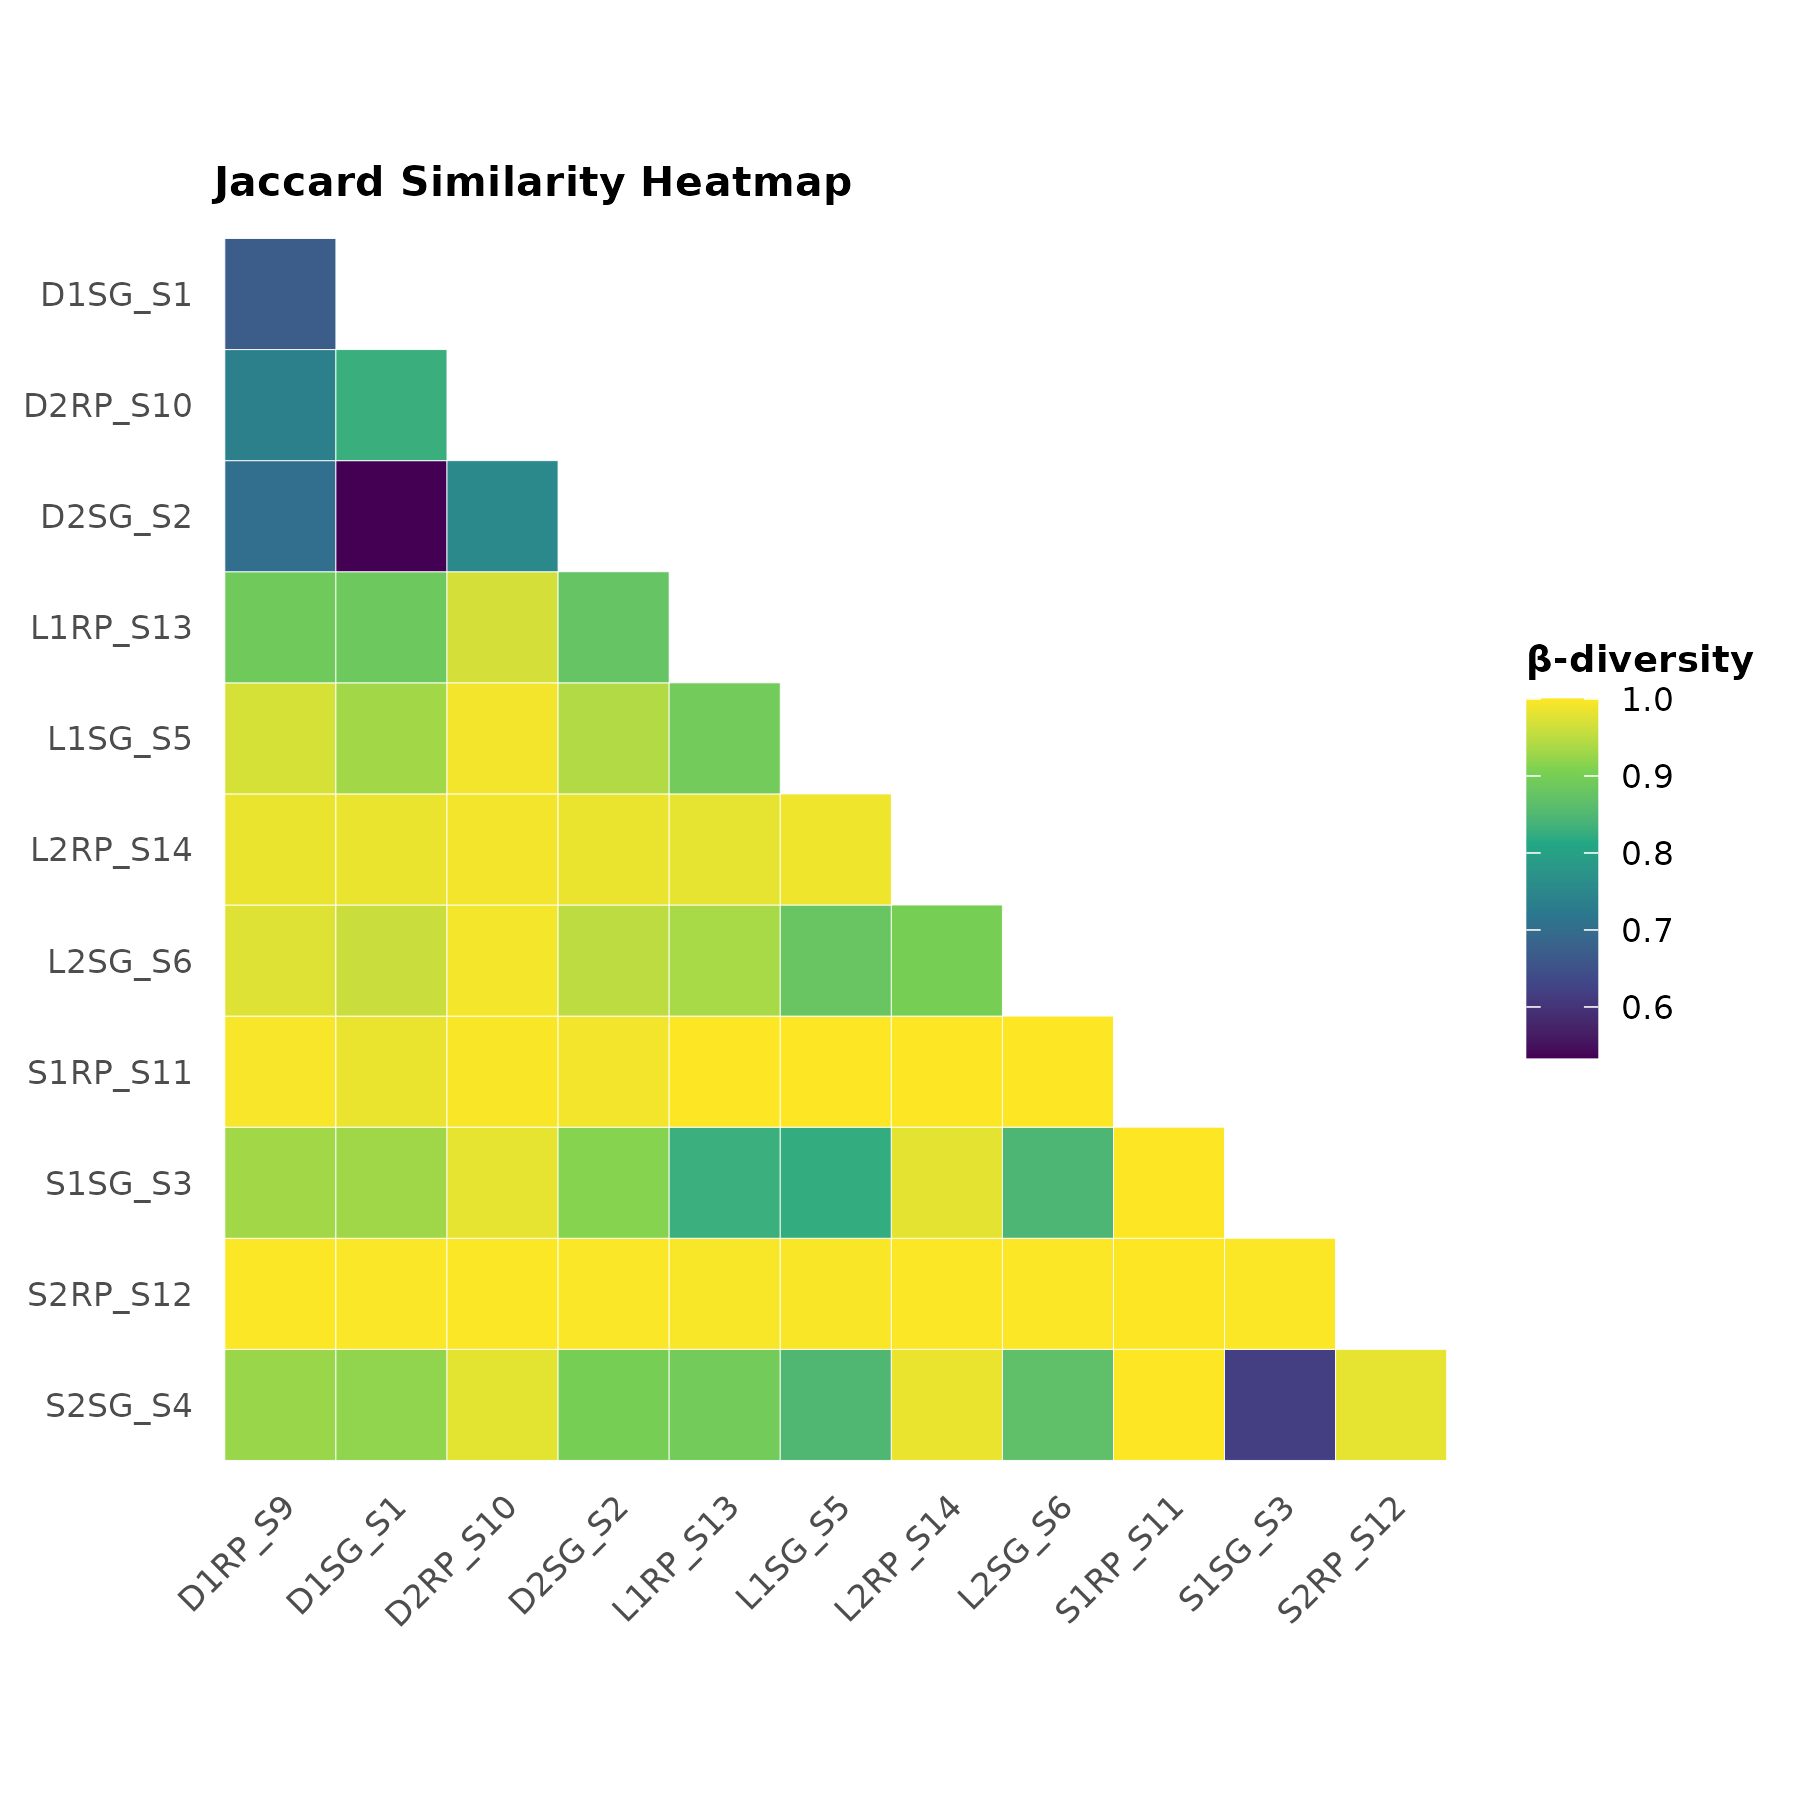 Jaccard Similarity Heatmap
D1SG_S1
D2RP_S10
D2SG_S2
L1RP_S13
L1SG_S5
L2RP_S14
L2SG_S6
S1RP_S11
S1SG_S3
S2RP_S12
S2SG_S4
D1RP_S9
D1SG_S1
D2RP_S10
D2SG_S2
L1RP_S13
L1SG_S5
L2RP_S14
L2SG_S6
S1RP_S11
S1SG_S3
S2RP_S12
β-diversity
1.0
0.9
0.8
0.7
0.6